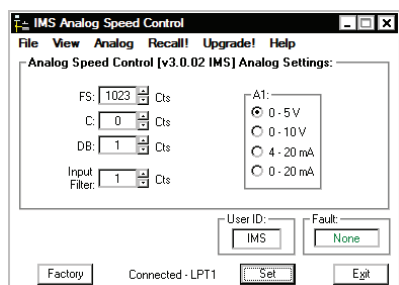 IMS Analog Speed Control
File View Analog Recall! Upgrade! Help
Analog Speed Control [v3.0.02 IMS] Analog Settings:
FS: 1023 Cts
C: 0 Cts
DB: 1 Cts
Input Filter: 1 Cts
A1:
0 - 5 V
0 - 10 V
4 - 20 mA
0 - 20 mA
User ID:
IMS
Fault:
None
Factory
Connected - LPT1
Set
Exit